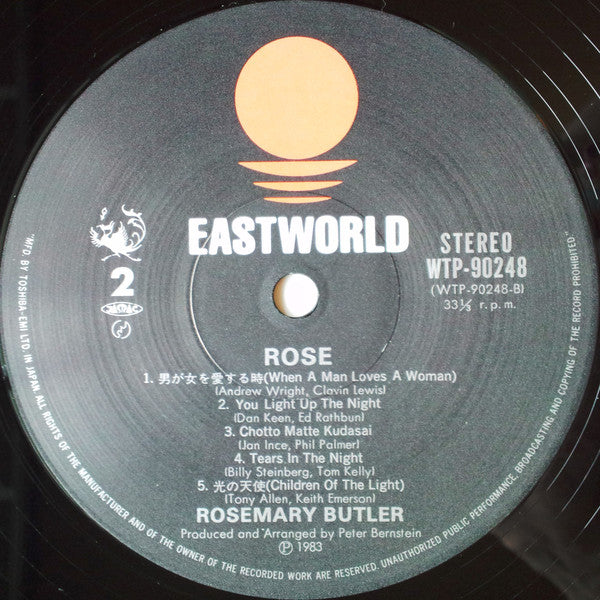 EASTWORLD
STEREO
WTP-90248
(WTP-90248-B)
33⅓ r.p.m.
2
JASRAC
ROSE
1. 男が女を愛する時(When A Man Loves A Woman)
(Andrew Wright, Clavin Lewis)
2. You Light Up The Night
(Dan Keen, Ed Rathbun)
3. Chotto Matte Kudasai
(Jan Ince, Phil Palmer)
4. Tears In The Night
(Billy Steinberg, Tom Kelly)
5. 光の天使(Children Of The Light)
(Tony Allen, Keith Emerson)
ROSEMARY BUTLER
Produced and Arranged by Peter Bernstein
Ⓟ 1983
"MFD. BY TOSHIBA-EMI LTD. IN JAPAN ALL RIGHTS OF THE MANUFACTURER AND OF THE OWNER OF THE RECORDED WORK ARE RESERVED. UNAUTHORIZED PUBLIC PERFORMANCE, BROADCASTING AND COPYING OF THE RECORD PROHIBITED"